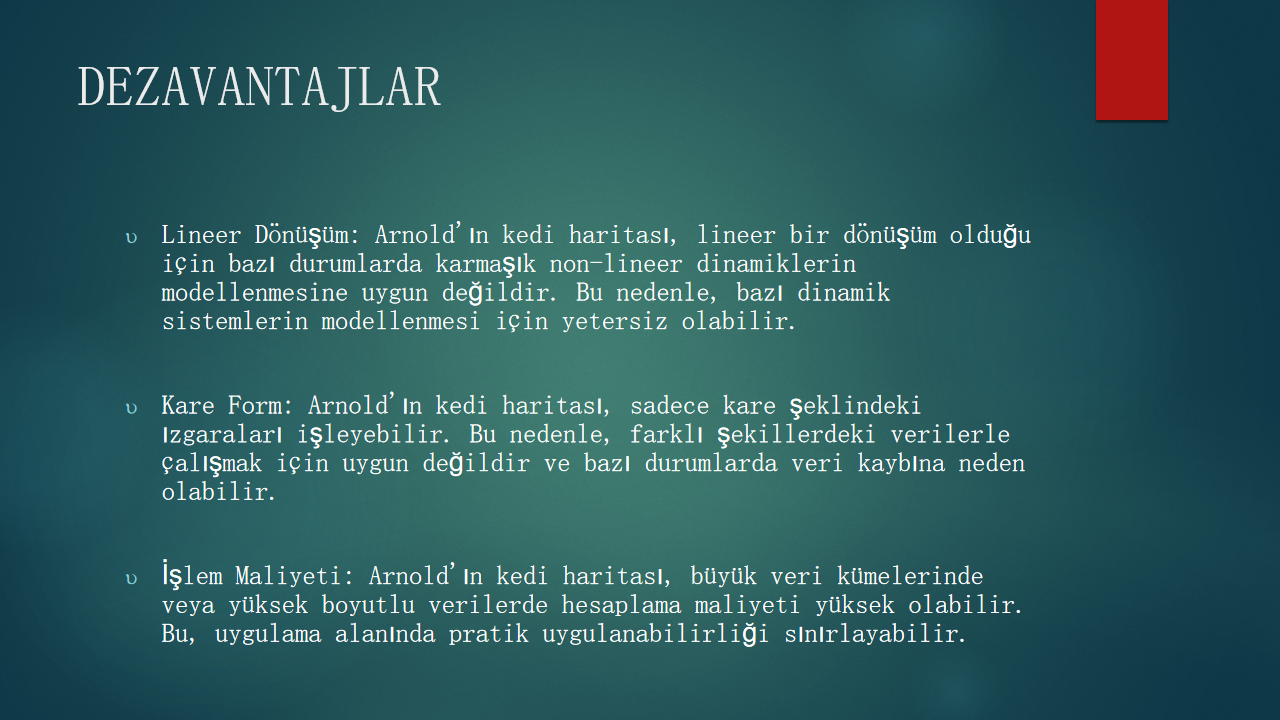 DEZAVANTAJLAR
Lineer Dönüşüm: Arnold'ın kedi haritası, lineer bir dönüşüm olduğu
için bazı durumlarda karmaşık non-lineer dinamiklerin
modellenmesine uygun değildir. Bu nedenle, bazı dinamik
sistemlerin modellenmesi için yetersiz olabilir.
Kare Form: Arnold'ın kedi haritası, sadece kare şeklindeki
ızgaraları işleyebilir. Bu nedenle, farklı şekillerdeki verilerle
çalışmak için uygun değildir ve bazı durumlarda veri kaybına neden
olabilir.
İşlem Maliyeti: Arnold'ın kedi haritası, büyük veri kümelerinde
veya yüksek boyutlu verilerde hesaplama maliyeti yüksek olabilir.
Bu, uygulama alanında pratik uygulanabilirliği sınırlayabilir.